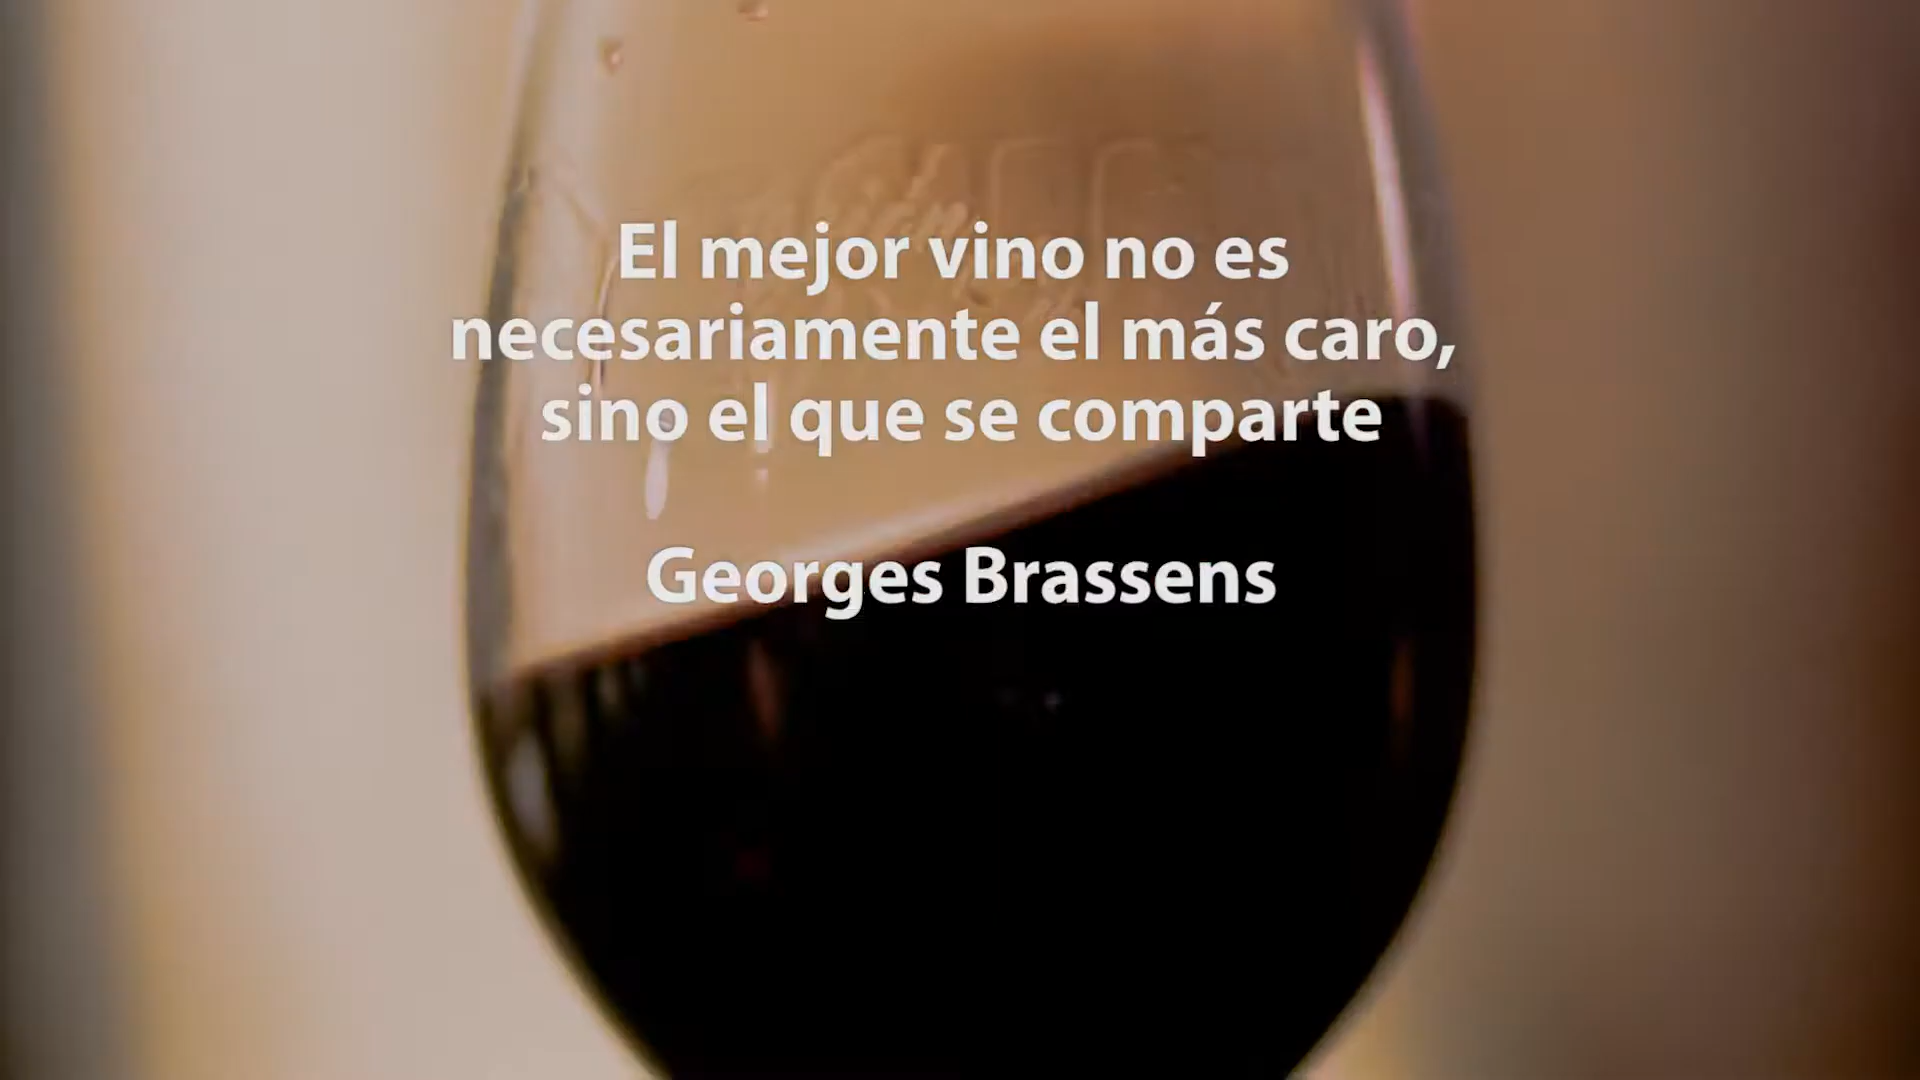 El mejor vino no es
necesariamente el más caro,
sino el que se comparte
Georges Brassens